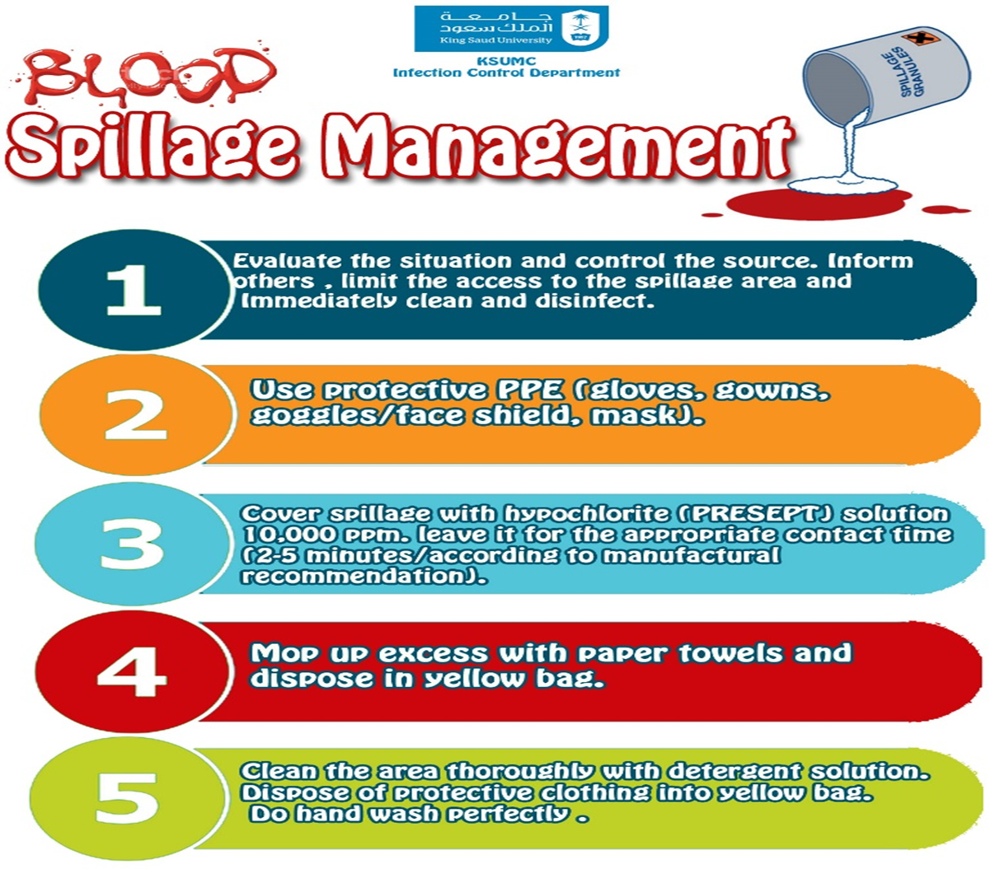 جامعة
الملك سعود
King Saud University
1957
KSUMC
Infection Control Department
BLOOD
Spillage Management
SPILLAGE
GRANULES
1
Evaluate the situation and control the source. Inform
others , limit the access to the spillage area and
Immediately clean and disinfect.
2
Use protective PPE (gloves, gowns,
goggles/face shield, mask).
3
Cover spillage with hypochlorite (PRESEPT) solution
10,000 ppm. leave it for the appropriate contact time
(2-5 minutes/according to manufactural
recommendation).
4
Mop up excess with paper towels and
dispose in yellow bag.
5
Clean the area thoroughly with detergent solution.
Dispose of protective clothing into yellow bag.
Do hand wash perfectly .